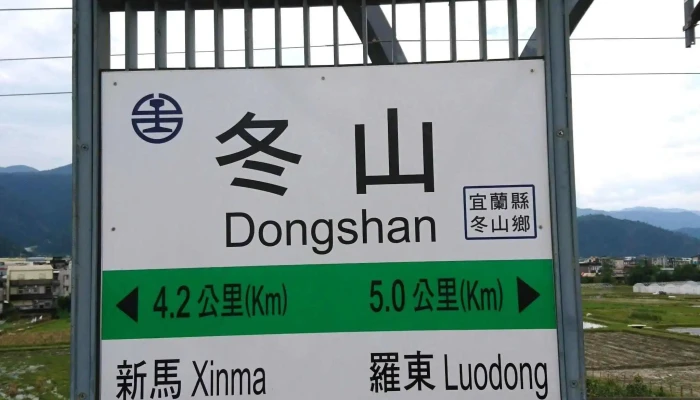 冬山
Dongshan
宜蘭縣
冬山鄉
4.2 公里(Km) 5.0 公里(Km)
新馬 Xinma 羅東 Luodong